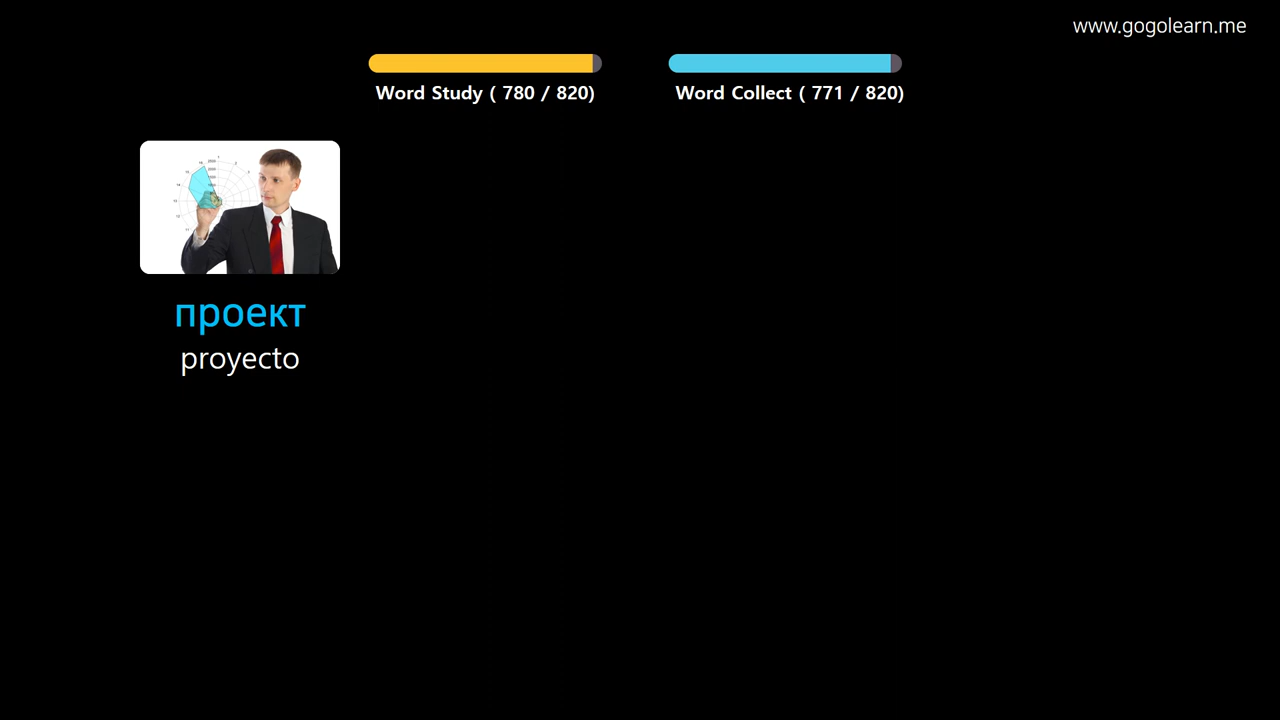 www.gogolearn.me
Word Study ( 780 / 820)
Word Collect ( 771 / 820)
проект
proyecto